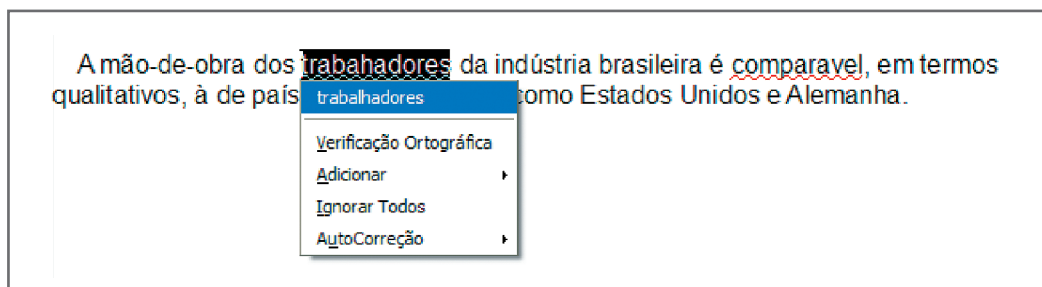 A mão-de-obra dos trabahadores da indústria brasileira é comparavel, em termos
qualitativos, à de país como Estados Unidos e Alemanha.
trabalhadores
Verificação Ortográfica
Adicionar
Ignorar Todos
AutoCorreção